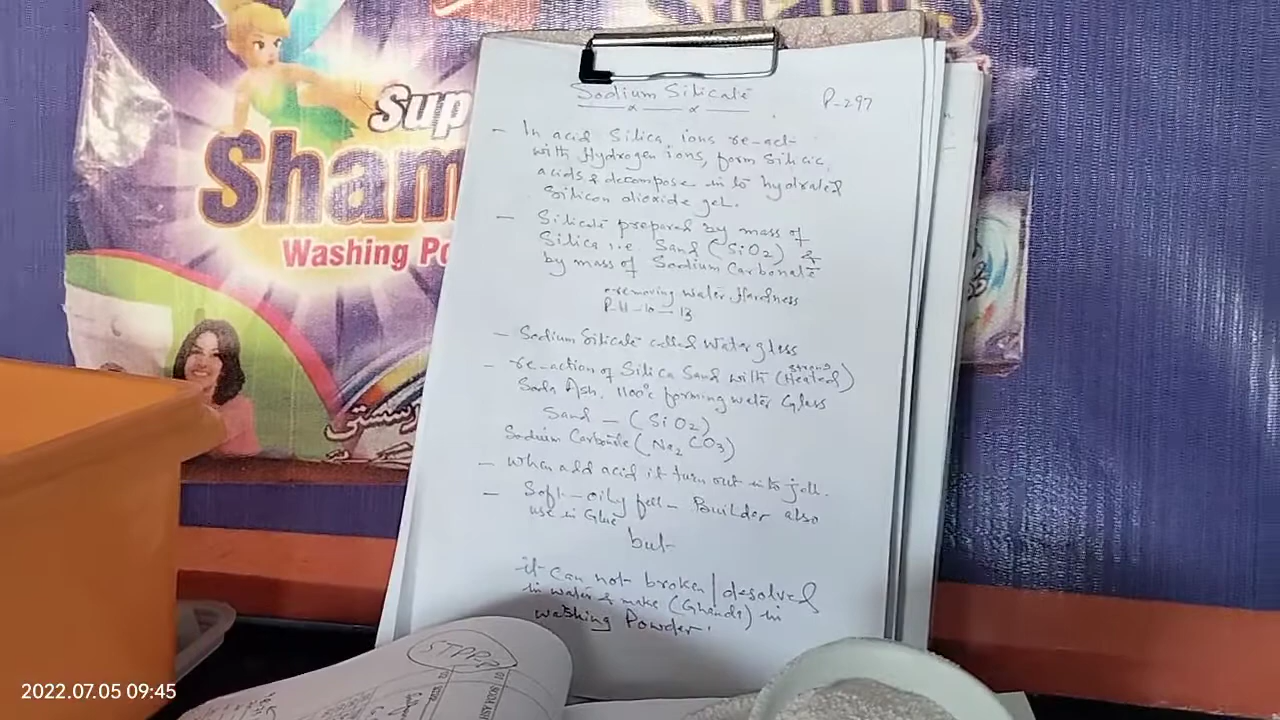 Sup
Sham
Washing Po
Sodium Silicate P-297
- In acid Silica ions re-act
with Hydrogen ions, form Silicic
acids & decompose in to hydrated
Silicon dioxide gel.
- Silicate prepared by mass of
Silica i.e. Sand (SiO2) &
by mass of Sodium Carbonate
removing water Hardness
P-11-10-13
- Sodium Silicate called Water glass
- re-action of Silica Sand with (strong Heated)
Soda Ash, 1100°c forming water Glass
Sand - (SiO2)
Sodium Carbonate (Na2 CO3)
- When add acid it turn out into jell.
- Soft - oily feel - Builder also
use in Glue
but
it can not broken / desolved
in water & make (Ghands) in
washing Powder.
STPP
2022.07.05 09:45